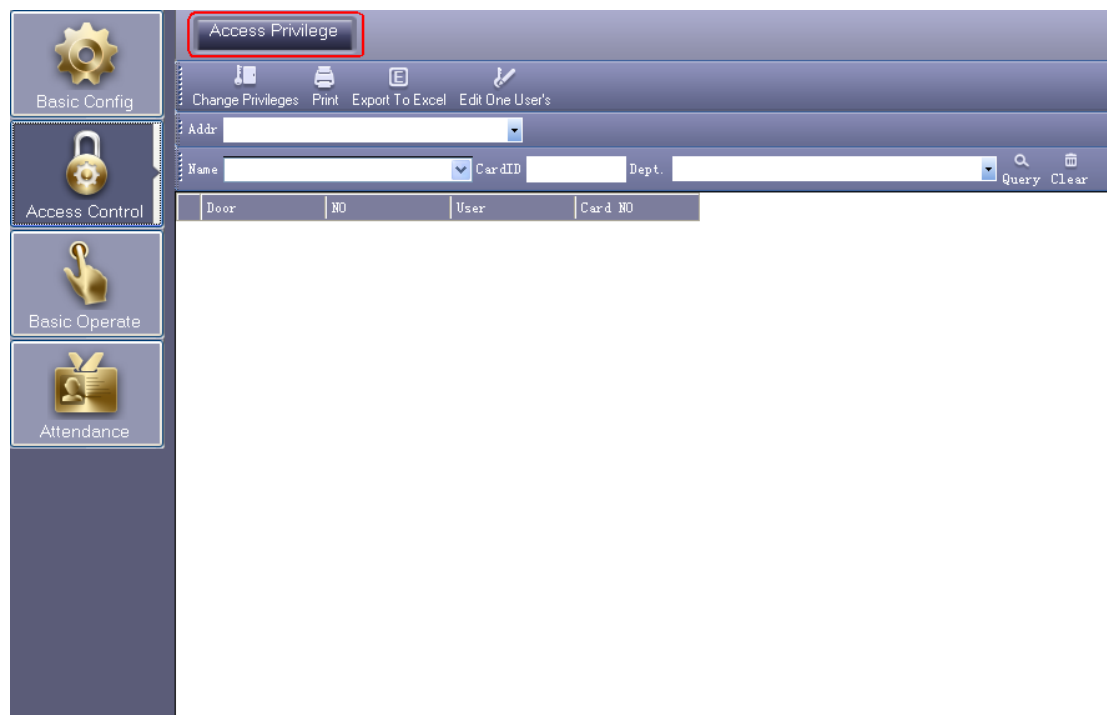 Access Privilege
Change Privileges Print Export To Excel Edit One User's
Addr
Name CardID Dept. Query Clear
Door NO User Card NO
Basic Config
Access Control
Basic Operate
Attendance